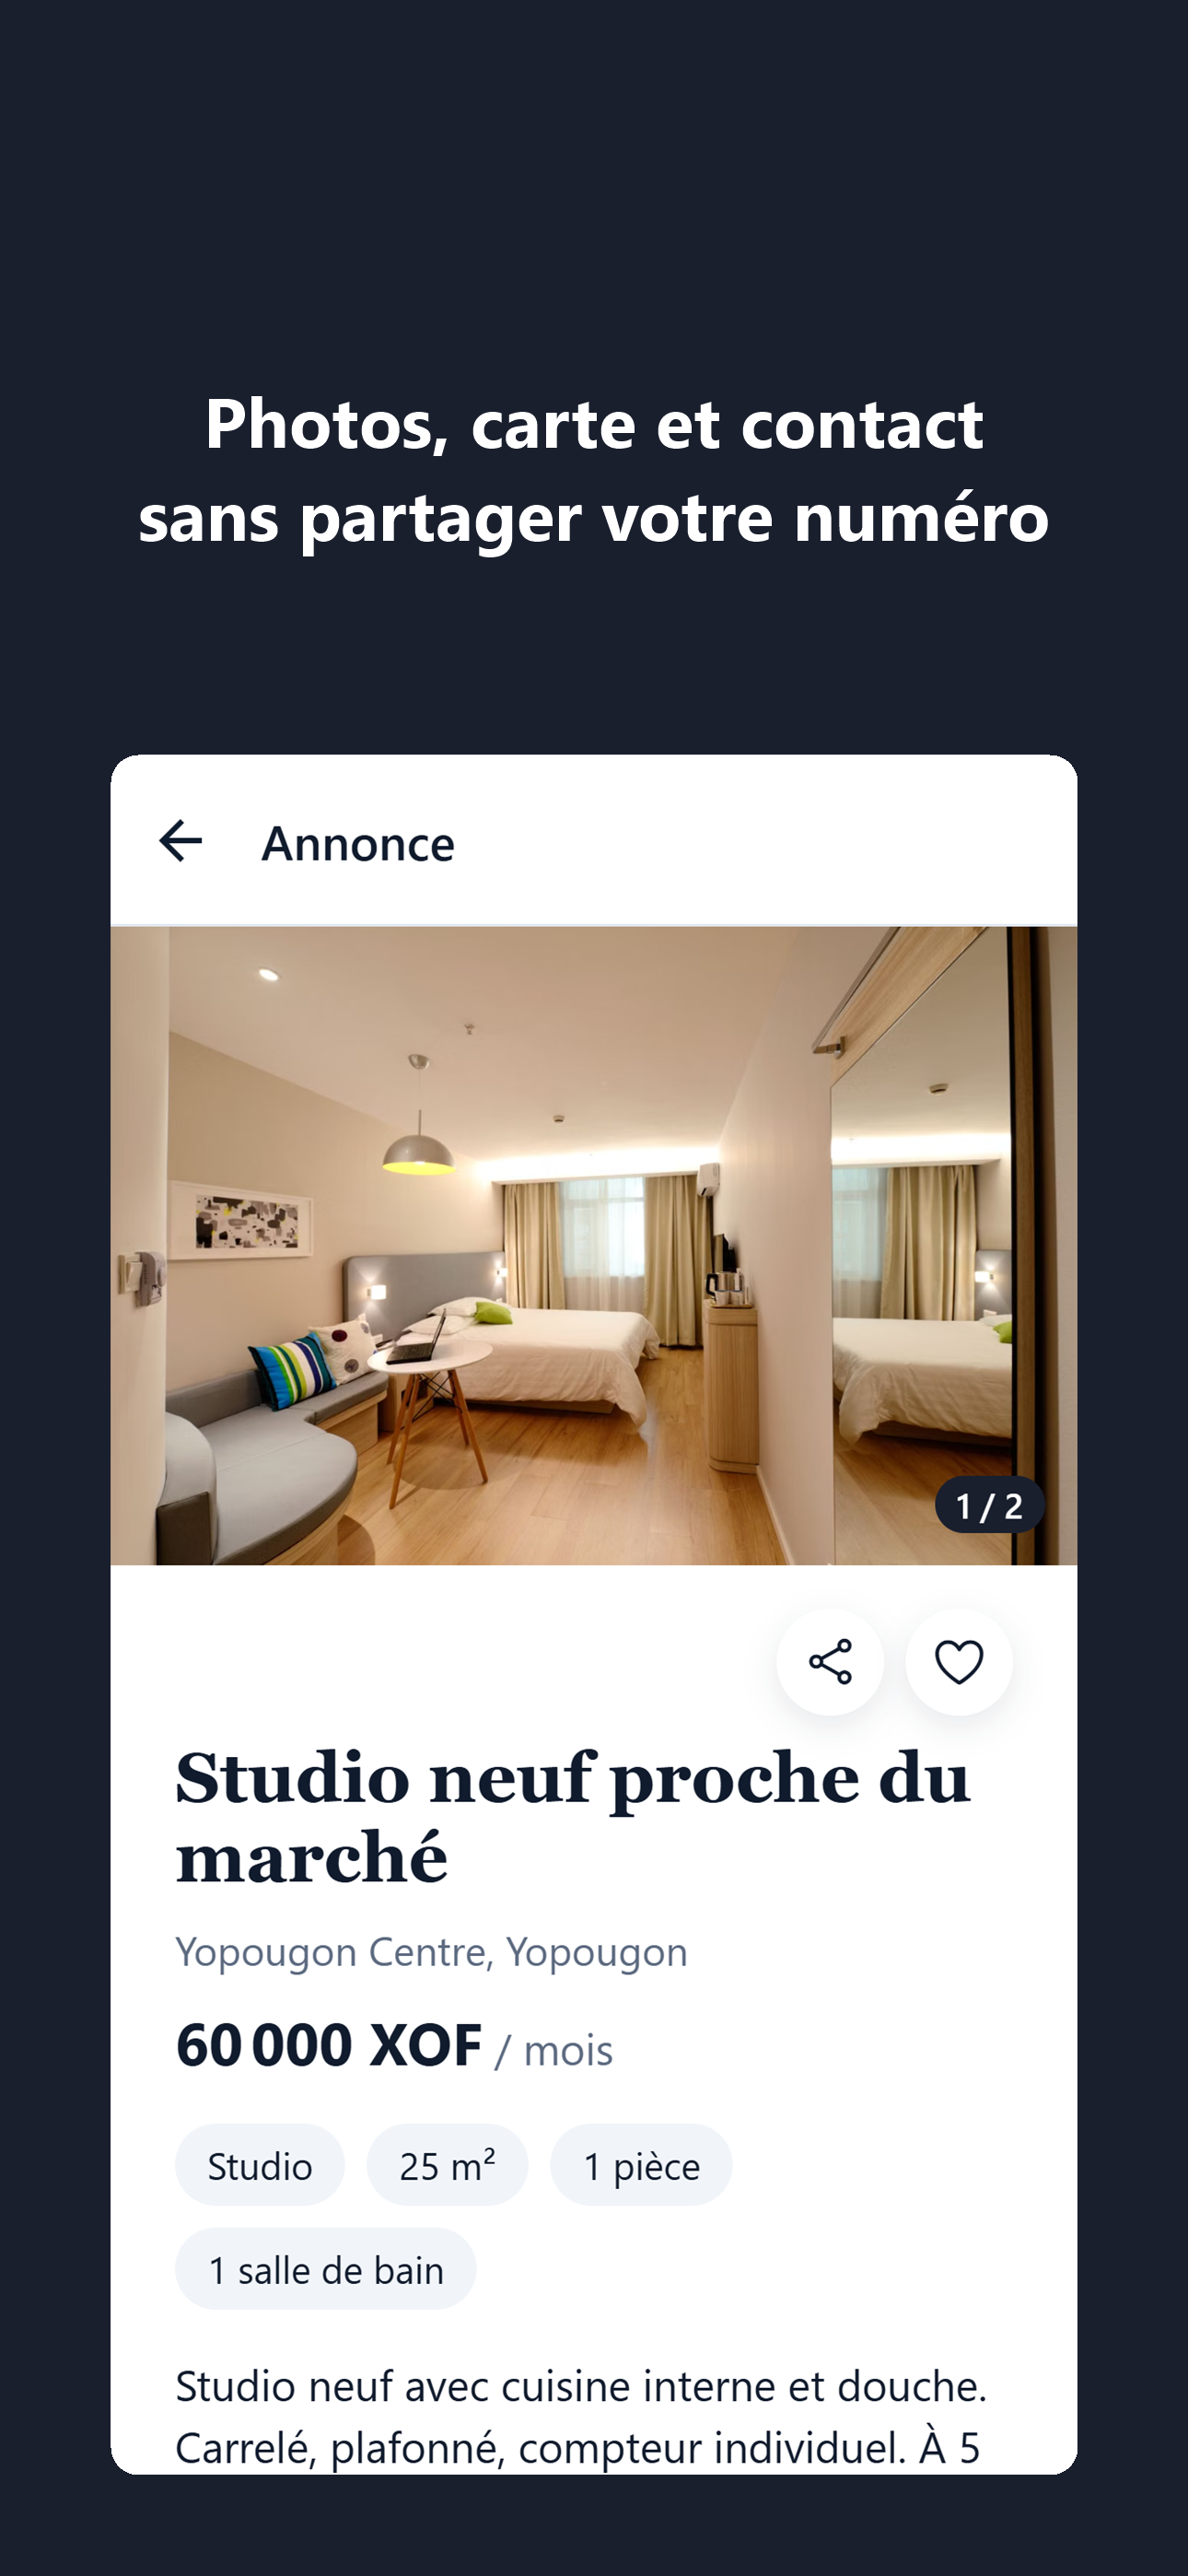 Photos, carte et contact
sans partager votre numéro
Annonce
1 / 2
Studio neuf proche du
marché
Yopougon Centre, Yopougon
60 000 XOF / mois
Studio
25 m²
1 pièce
1 salle de bain
Studio neuf avec cuisine interne et douche.
Carrelé, plafonné, compteur individuel. À 5